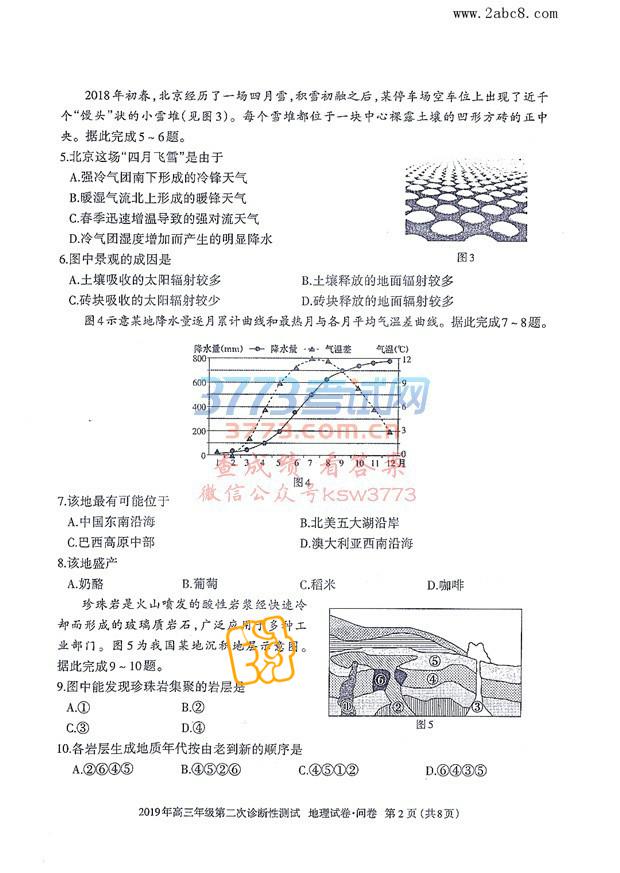 www.2abc8.com
2018年初春,北京经历了一场四月雪,积雪初融之后,某停车场空车位上出现了近千
个“馒头”状的小雪堆(见图3)。每个雪堆都位于一块中心裸露土壤的凹形方砖的正中
央。据此完成5~6题。
5.北京这场“四月飞雪”是由于
A.强冷气团南下形成的冷锋天气
B.暖湿气流北上形成的暖锋天气
C.春季迅速增温导致的强对流天气
D.冷气团湿度增加而产生的明显降水
图3
6.图中景观的成因是
A.土壤吸收的太阳辐射较多 B.土壤释放的地面辐射较多
C.砖块吸收的太阳辐射较少 D.砖块释放的地面辐射较多
图4示意某地降水量逐月累计曲线和最热月与各月平均气温差曲线。据此完成7~8题。
降水量(mm) 降水量 气温差 气温(℃)
800 12
600 9
400 6
200 3
0 0
1 2 3 4 5 6 7 8 9 10 11 12月
图4
3773考试网
www.3773.com.cn
查成绩 看答案
微信公众号ksw3773
7.该地最有可能位于
A.中国东南沿海 B.北美五大湖沿岸
C.巴西高原中部 D.澳大利亚西南沿海
8.该地盛产
A.奶酪 B.葡萄 C.稻米 D.咖啡
珍珠岩是火山喷发的酸性岩浆经快速冷
却而形成的玻璃质岩石,广泛应用于多种工
业部门。图5为我国某地沉积地层示意图。
据此完成9~10题。
9.图中能发现珍珠岩集聚的岩层是
A.① B.②
C.③ D.④
① ② ③ ④ ⑤ ⑥
图5
10.各岩层生成地质年代按由老到新的顺序是
A.②⑥④⑤ B.④⑤②⑥ C.④⑤①② D.⑥④③⑤
2019年高三年级第二次诊断性测试 地理试卷·问卷 第2页(共8页)